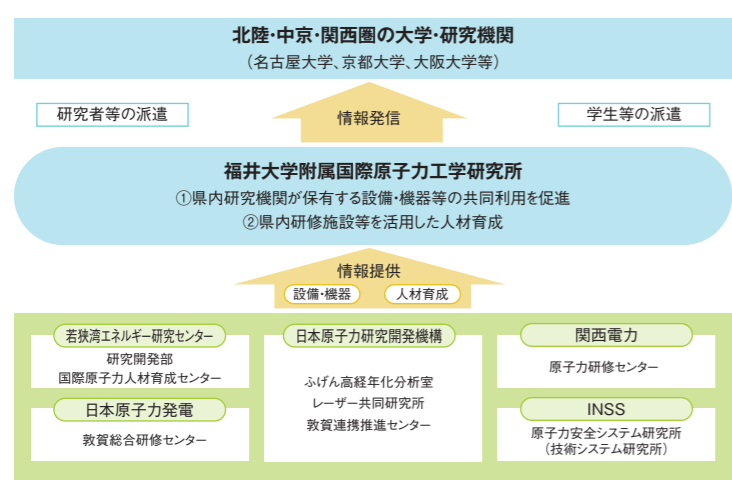 北陸・中京・関西圏の大学・研究機関
（名古屋大学、京都大学、大阪大学等）
研究者等の派遣
情報発信
学生等の派遣
福井大学附属国際原子力工学研究所
①県内研究機関が保有する設備・機器等の共同利用を促進
②県内研修施設等を活用した人材育成
情報提供
設備・機器
人材育成
若狭湾エネルギー研究センター
研究開発部
国際原子力人材育成センター
日本原子力発電
敦賀総合研修センター
日本原子力研究開発機構
ふげん高経年化分析室
レーザー共同研究所
敦賀連携推進センター
関西電力
原子力研修センター
INSS
原子力安全システム研究所
（技術システム研究所）